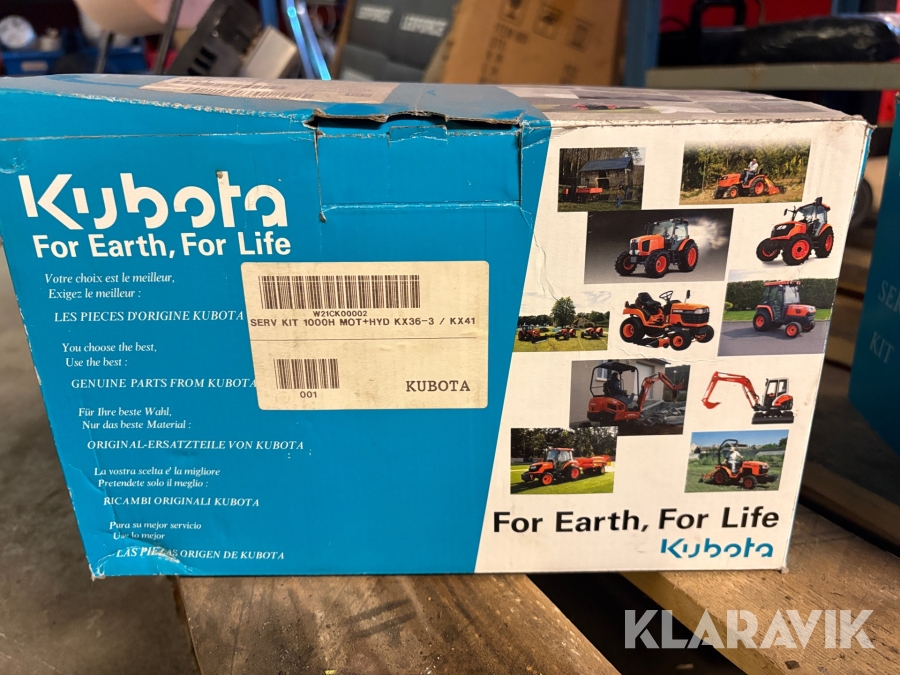 Kubota
For Earth, For Life
Votre choix est le meilleur,
Exigez le meilleur :
LES PIECES D'ORIGINE KUBOTA
You choose the best,
Use the best :
GENUINE PARTS FROM KUBOTA
Für Ihre beste Wahl,
Nur das beste Material :
ORIGINAL-ERSATZTEILE VON KUBOTA
La vostra scelta e' la migliore
Pretendete solo il meglio :
RICAMBI ORIGINALI KUBOTA
Para su mejor servicio
Use lo mejor
LAS PIEZAS ORIGEN DE KUBOTA
W21CK00002
SERV KIT 1000H MOT+HYD KX36-3 / KX41
001
KUBOTA
For Earth, For Life
Kubota
KIT
KLARAVIK